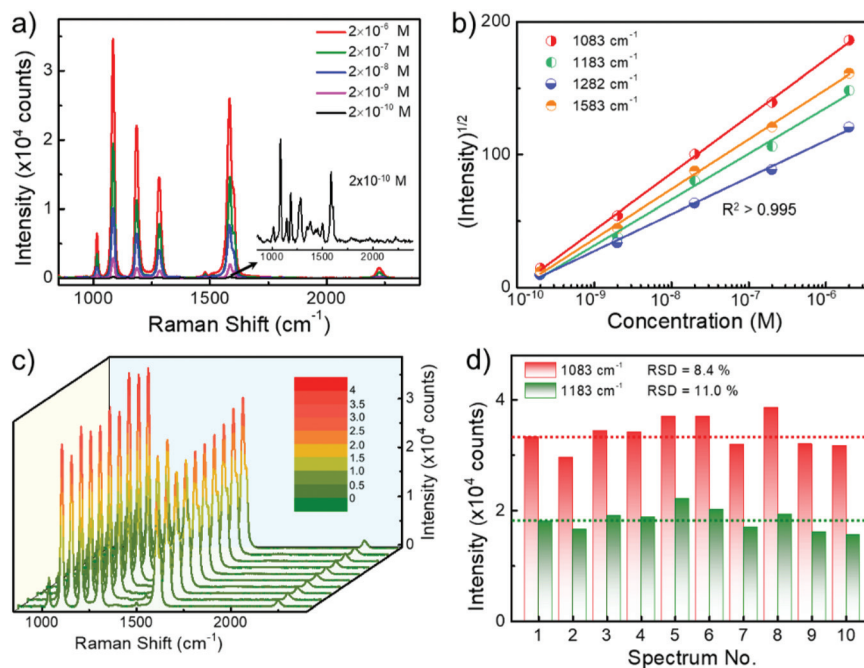 a)
2×10⁻⁶ M
2×10⁻⁷ M
2×10⁻⁸ M
2×10⁻⁹ M
2×10⁻¹⁰ M
2x10⁻¹⁰ M
1000 1500 2000
3
2
1
0
1000 1500 2000
Intensity (x10⁴ counts)
Raman Shift (cm⁻¹)
b)
1083 cm⁻¹
1183 cm⁻¹
1282 cm⁻¹
1583 cm⁻¹
R² > 0.995
200
100
0
10⁻¹⁰ 10⁻⁹ 10⁻⁸ 10⁻⁷ 10⁻⁶
(Intensity)¹/²
Concentration (M)
c)
4
3.0
2.5
2.0
1.5
1.0
0.5
0
3
2
1
0
Intensity (x10⁴ counts)
1000 1500 2000
Raman Shift (cm⁻¹)
d)
1083 cm⁻¹ RSD = 8.4 %
1183 cm⁻¹ RSD = 11.0 %
4
2
0
Intensity (x10⁴ counts)
1 2 3 4 5 6 7 8 9 10
Spectrum No.